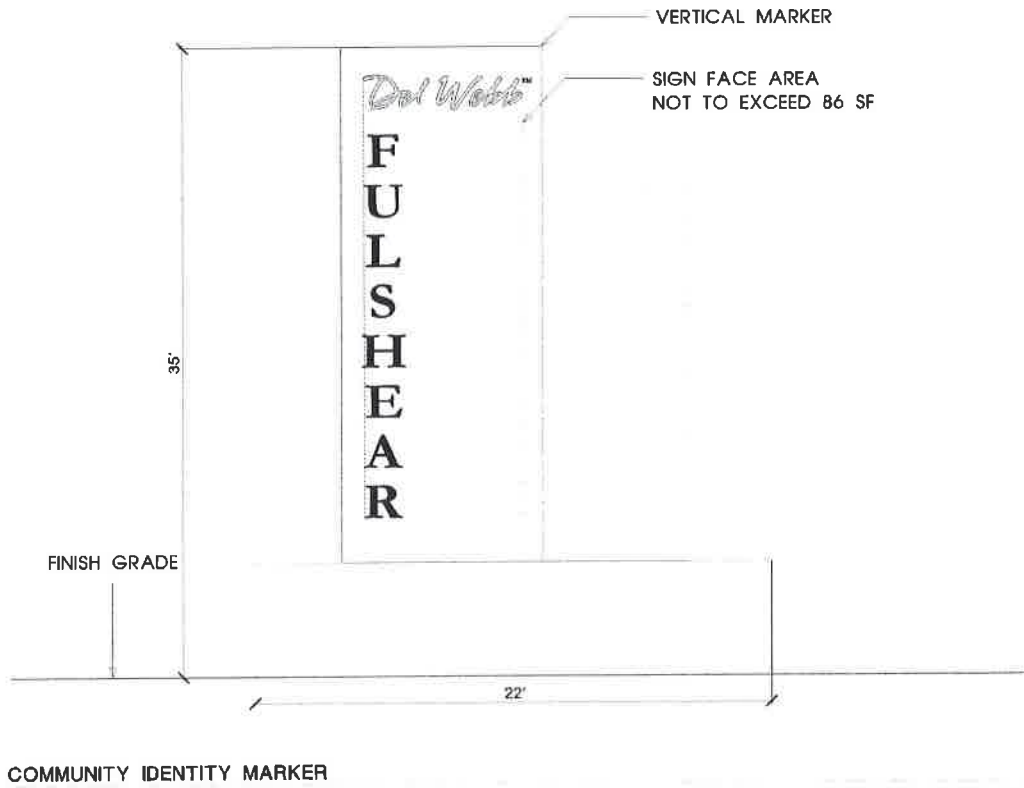 VERTICAL MARKER
SIGN FACE AREA
NOT TO EXCEED 86 SF
Del Webb™
FULSHEAR
35'
FINISH GRADE
22'
COMMUNITY IDENTITY MARKER